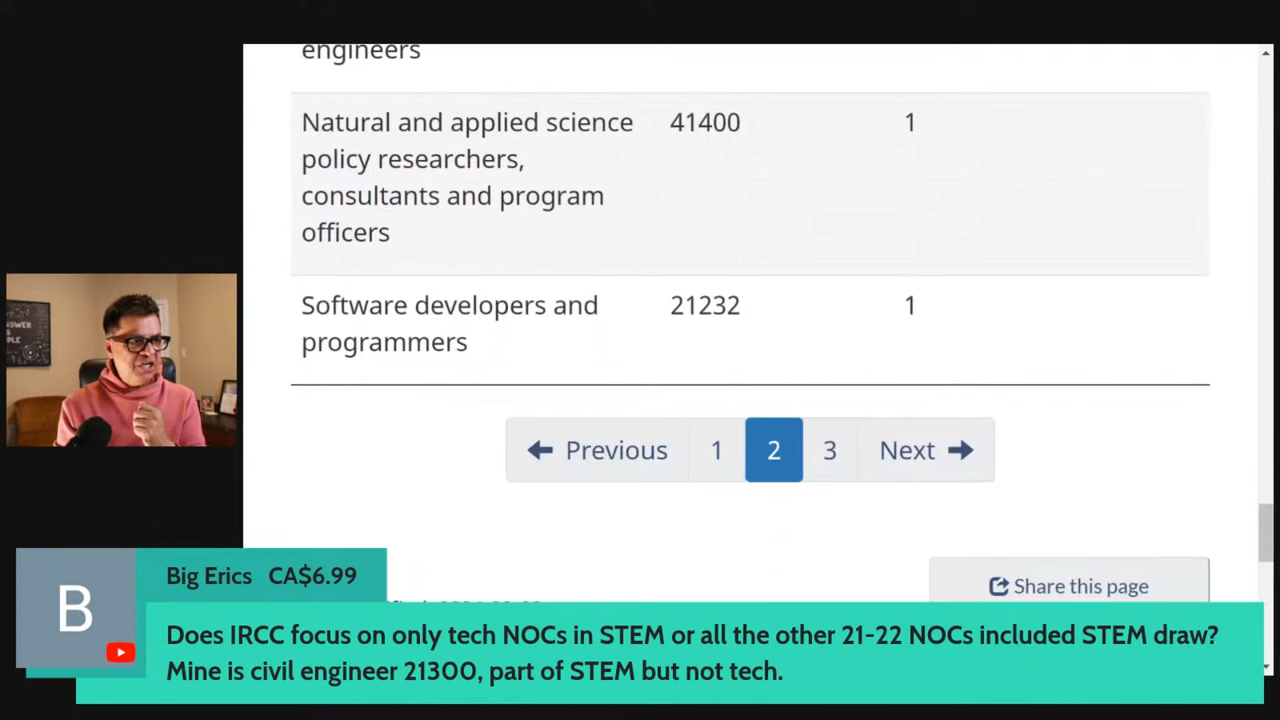 engineers
Natural and applied science 41400 1
policy researchers,
consultants and program
officers
Software developers and 21232 1
programmers
Previous 1 2 3 Next
Share this page
B
Big Erics CA$6.99
Does IRCC focus on only tech NOCs in STEM or all the other 21-22 NOCs included STEM draw?
Mine is civil engineer 21300, part of STEM but not tech.